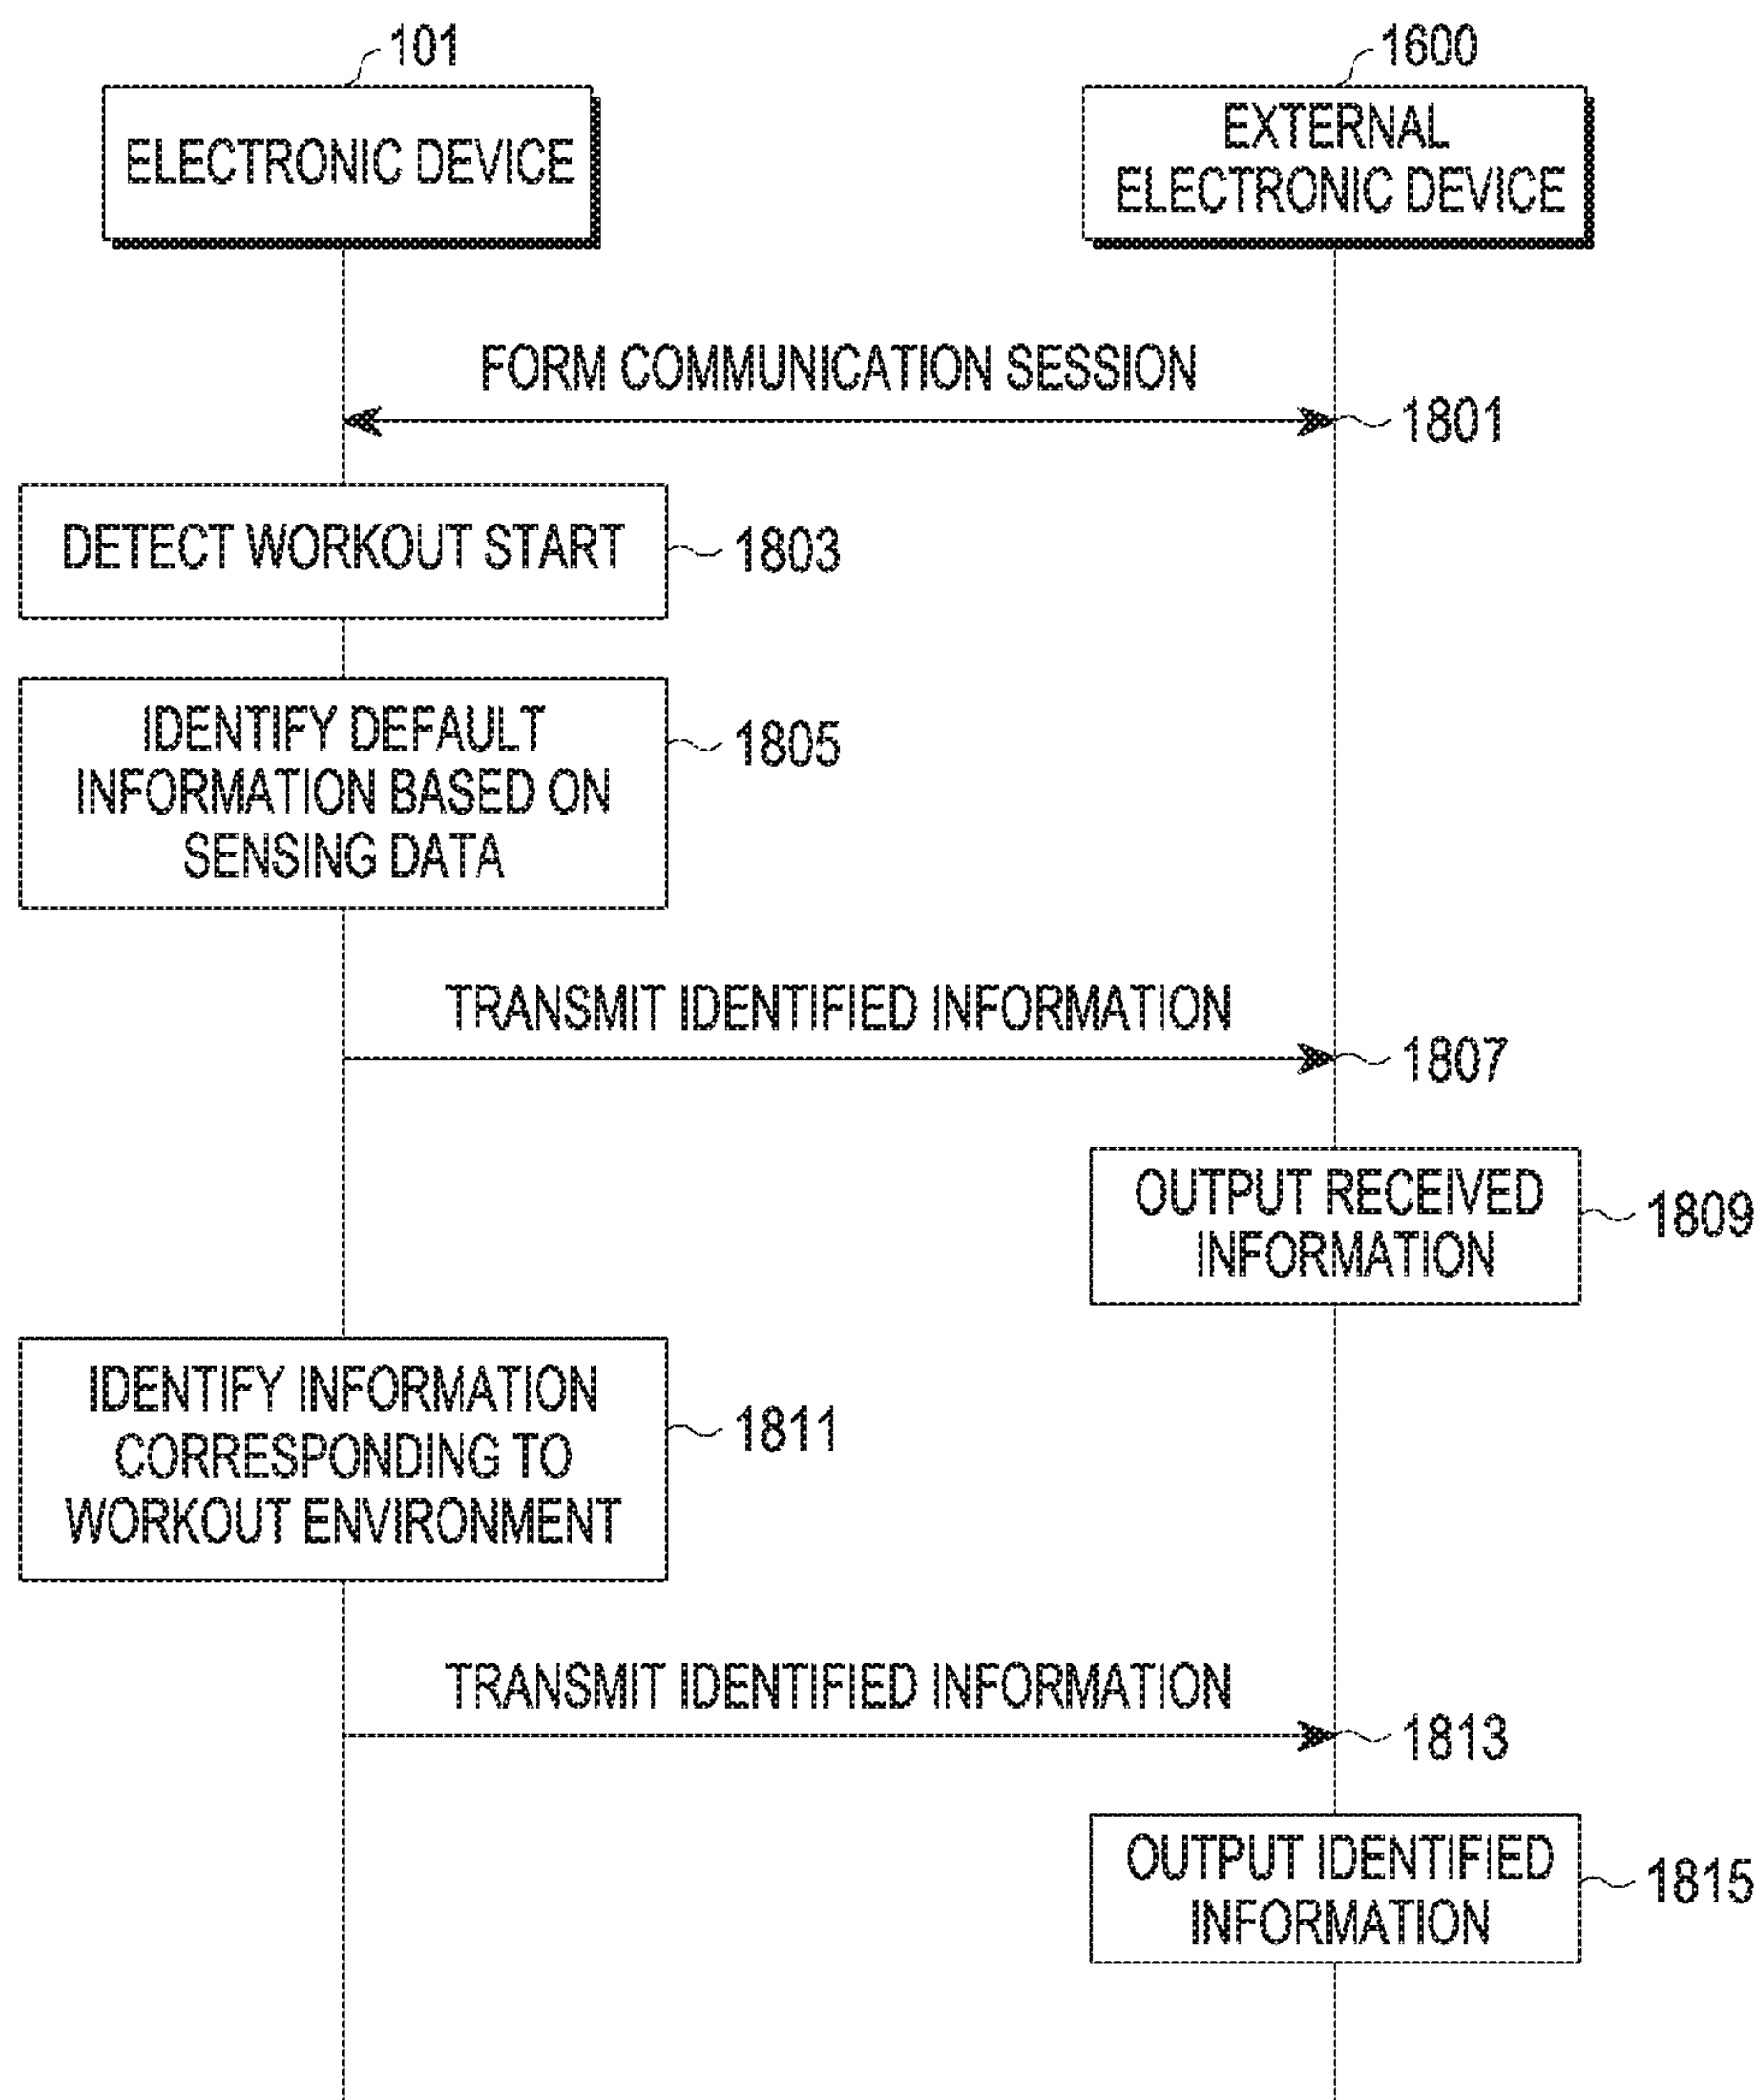 101
1600
ELECTRONIC DEVICE
EXTERNAL
ELECTRONIC DEVICE
FORM COMMUNICATION SESSION
1801
DETECT WORKOUT START
1803
IDENTIFY DEFAULT
INFORMATION BASED ON
SENSING DATA
1805
TRANSMIT IDENTIFIED INFORMATION
1807
OUTPUT RECEIVED
INFORMATION
1809
IDENTIFY INFORMATION
CORRESPONDING TO
WORKOUT ENVIRONMENT
1811
TRANSMIT IDENTIFIED INFORMATION
1813
OUTPUT IDENTIFIED
INFORMATION
1815